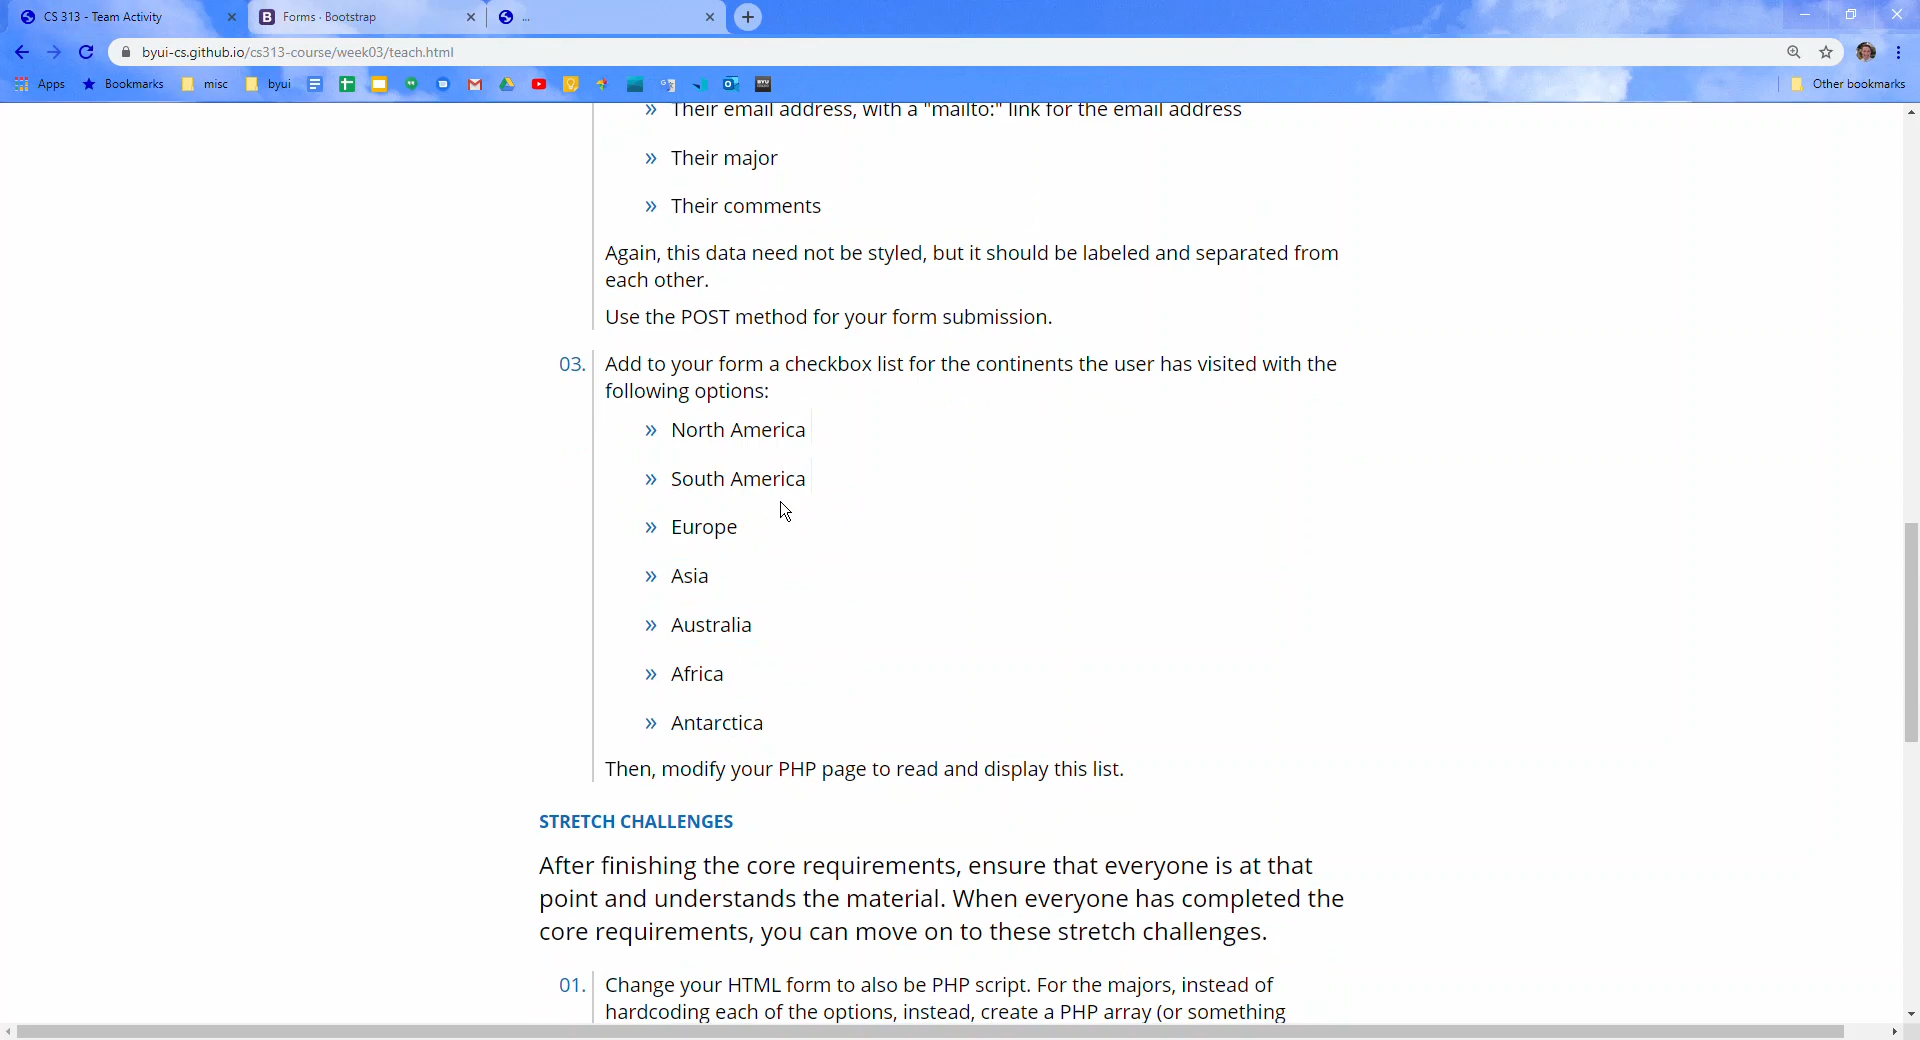 CS 313 - Team Activity
Forms · Bootstrap
...
byui-cs.github.io/cs313-course/week03/teach.html
Apps
Bookmarks
misc
byui
Other bookmarks
» Their email address, with a "mailto:" link for the email address
» Their major
» Their comments
Again, this data need not be styled, but it should be labeled and separated from
each other.
Use the POST method for your form submission.
03. Add to your form a checkbox list for the continents the user has visited with the
following options:
» North America
» South America
» Europe
» Asia
» Australia
» Africa
» Antarctica
Then, modify your PHP page to read and display this list.
STRETCH CHALLENGES
After finishing the core requirements, ensure that everyone is at that
point and understands the material. When everyone has completed the
core requirements, you can move on to these stretch challenges.
01. Change your HTML form to also be PHP script. For the majors, instead of
hardcoding each of the options, instead, create a PHP array (or something